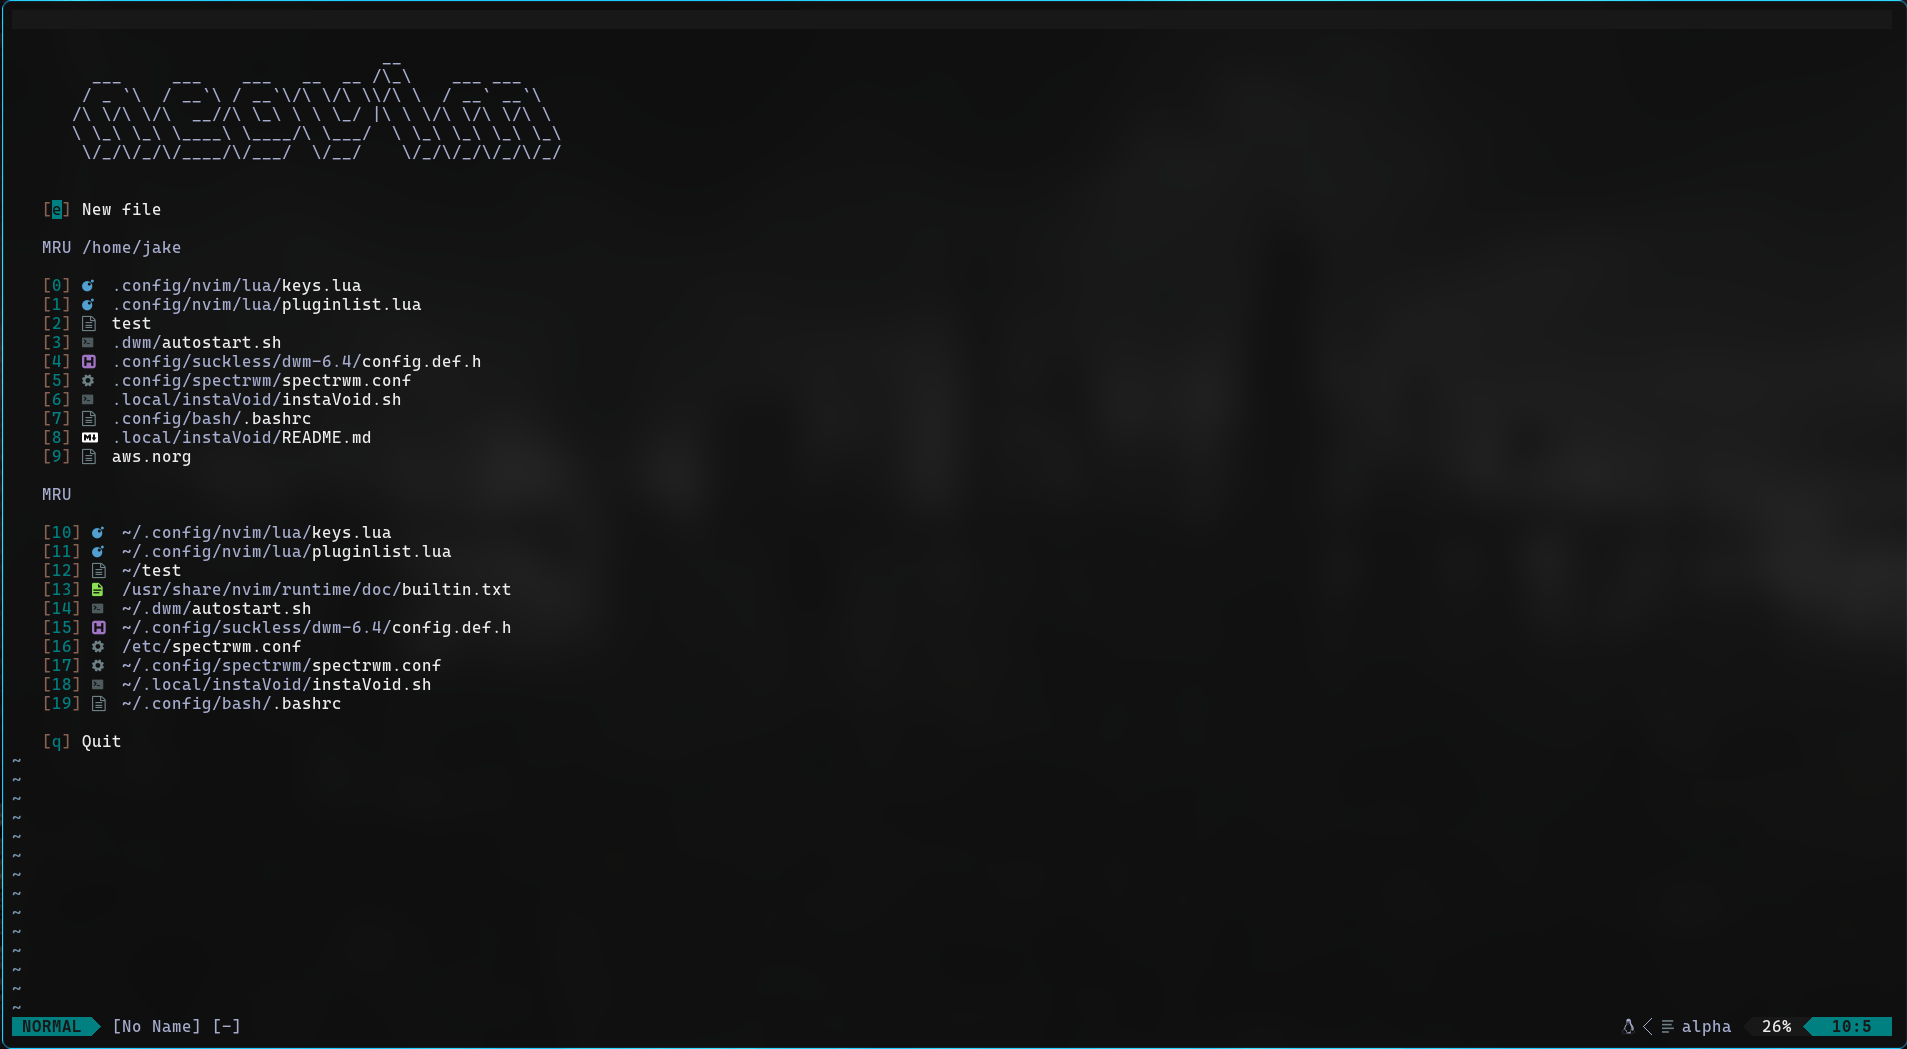 __
     ___     ___    ___   __  __ /\_\    ___ ___
    / _ `\  / __`\ / __`\/\ \/\ \\/\ \  / __` __`\
   /\ \/\ \/\  __//\ \_\ \ \ \_/ |\ \ \/\ \/\ \/\ \
   \ \_\ \_\ \____\ \____/\ \___/  \ \_\ \_\ \_\ \_\
    \/_/\/_/\/____/\/___/  \/__/    \/_/\/_/\/_/\/_/
[e] New file
MRU /home/jake
[0] .config/nvim/lua/keys.lua
[1] .config/nvim/lua/pluginlist.lua
[2] test
[3] .dwm/autostart.sh
[4] .config/suckless/dwm-6.4/config.def.h
[5] .config/spectrwm/spectrwm.conf
[6] .local/instaVoid/instaVoid.sh
[7] .config/bash/.bashrc
[8] .local/instaVoid/README.md
[9] aws.norg
MRU
[10] ~/.config/nvim/lua/keys.lua
[11] ~/.config/nvim/lua/pluginlist.lua
[12] ~/test
[13] /usr/share/nvim/runtime/doc/builtin.txt
[14] ~/.dwm/autostart.sh
[15] ~/.config/suckless/dwm-6.4/config.def.h
[16] /etc/spectrwm.conf
[17] ~/.config/spectrwm/spectrwm.conf
[18] ~/.local/instaVoid/instaVoid.sh
[19] ~/.config/bash/.bashrc
[q] Quit
~
~
~
~
~
~
~
~
~
~
~
~
~
~
NORMAL [No Name] [-] alpha 26% 10:5